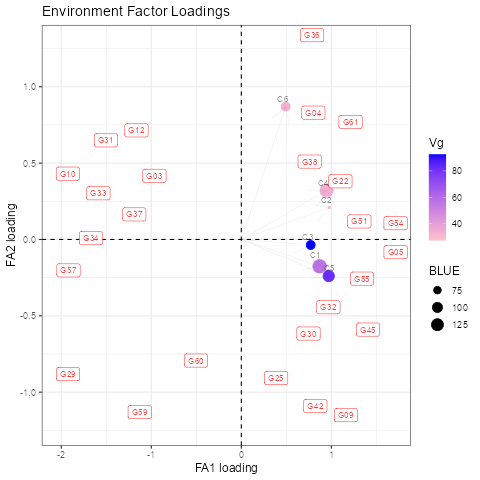 Environment Factor Loadings
FA2 loading
1.0
0.5
0.0
-0.5
-1.0
G36
C6
G04
G61
G12
G31
G38
G10
G03
G22
C4
G33
C2
G37
G51
G54
G34
C3
G05
C1
C5
G57
G55
G32
G30
G45
G60
G29
G25
G42
G59
G09
-2
-1
0
1
FA1 loading
Vg
80
60
40
BLUE
75
100
125